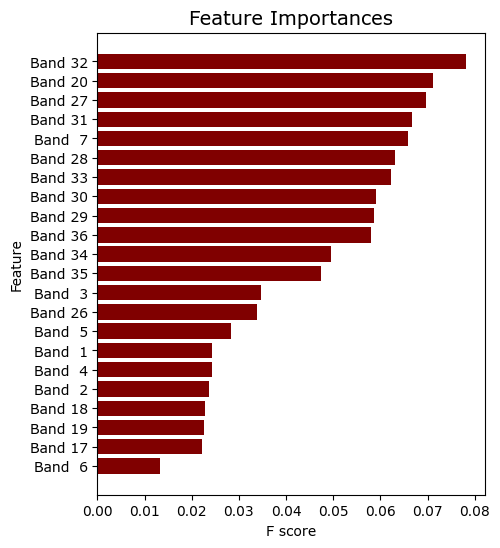 Feature Importances
Band 32
Band 20
Band 27
Band 31
Band  7
Band 28
Band 33
Band 30
Band 29
Band 36
Band 34
Band 35
Band  3
Band 26
Band  5
Band  1
Band  4
Band  2
Band 18
Band 19
Band 17
Band  6
Feature
0.00 0.01 0.02 0.03 0.04 0.05 0.06 0.07 0.08
F score